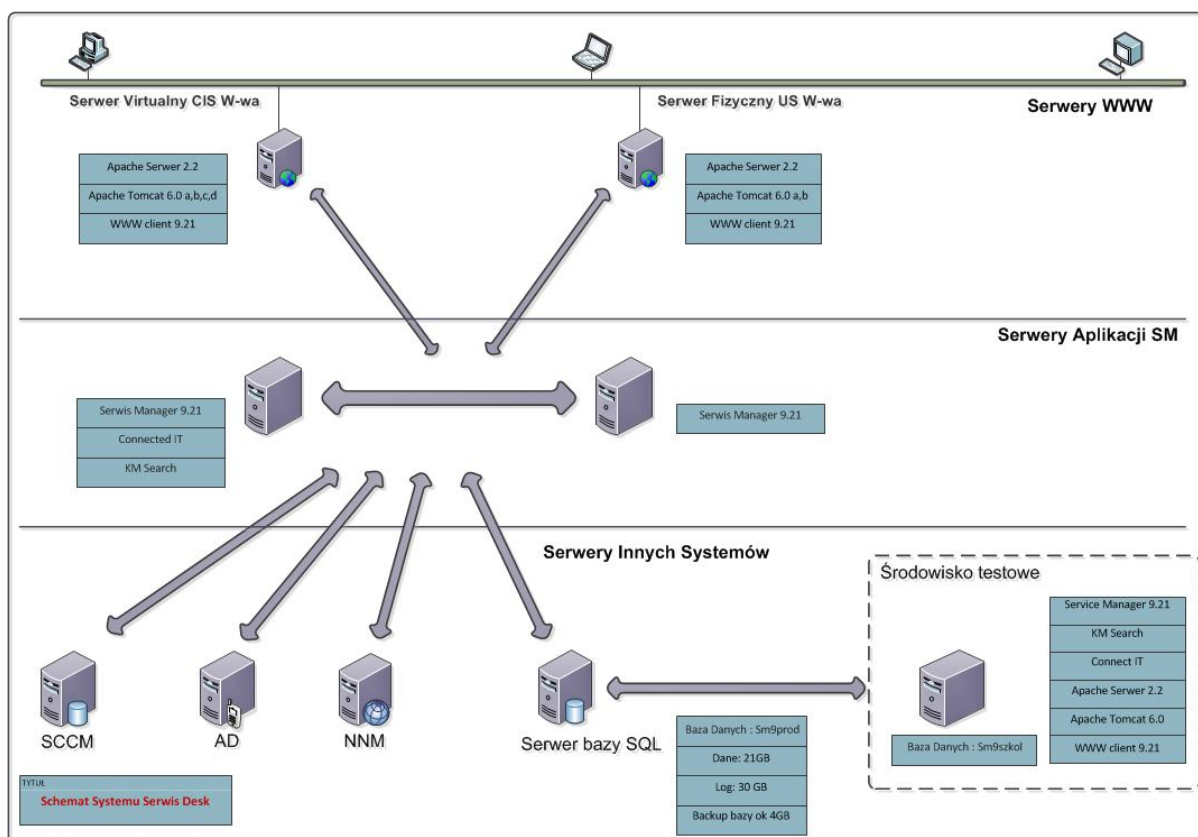 Serwer Virtualny CIS W-wa
Serwer Fizyczny US W-wa
Serwery WWW
Apache Serwer 2.2
Apache Tomcat 6.0 a,b,c,d
WWW client 9.21
Apache Serwer 2.2
Apache Tomcat 6.0 a,b
WWW client 9.21
Serwery Aplikacji SM
Serwis Manager 9.21
Connected IT
KM Search
Serwis Manager 9.21
Serwery Innych Systemów
Środowisko testowe
Service Manager 9.21
KM Search
Connect IT
Apache Serwer 2.2
Apache Tomcat 6.0
WWW client 9.21
Baza Danych : Sm9szkol
SCCM
AD
NNM
Serwer bazy SQL
Baza Danych : Sm9prod
Dane: 21GB
Log: 30 GB
Backup bazy ok 4GB
TYTUŁ
Schemat Systemu Serwis Desk